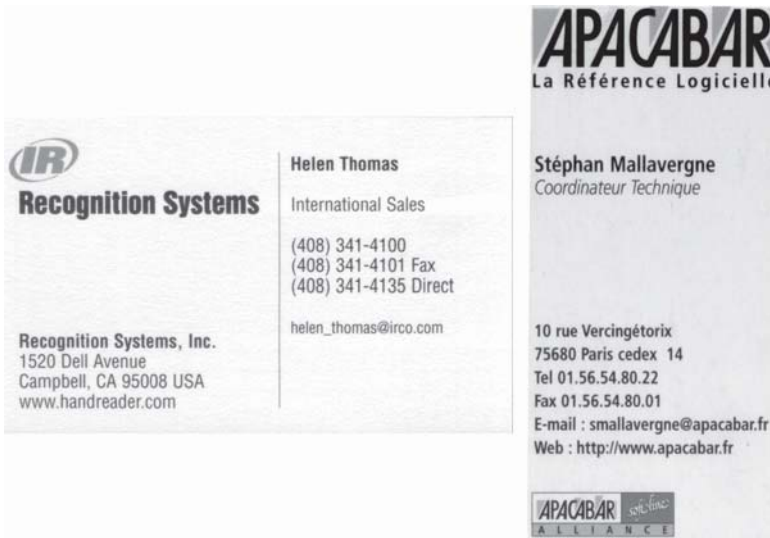 IR
Recognition Systems
Recognition Systems, Inc.
1520 Dell Avenue
Campbell, CA 95008 USA
www.handreader.com
Helen Thomas
International Sales
(408) 341-4100
(408) 341-4101 Fax
(408) 341-4135 Direct
helen_thomas@irco.com
APACABAR
La Référence Logicielle
Stéphan Mallavergne
Coordinateur Technique
10 rue Vercingétorix
75680 Paris cedex 14
Tel 01.56.54.80.22
Fax 01.56.54.80.01
E-mail : smallavergne@apacabar.fr
Web : http://www.apacabar.fr
APACABAR softline
ALLIANCE